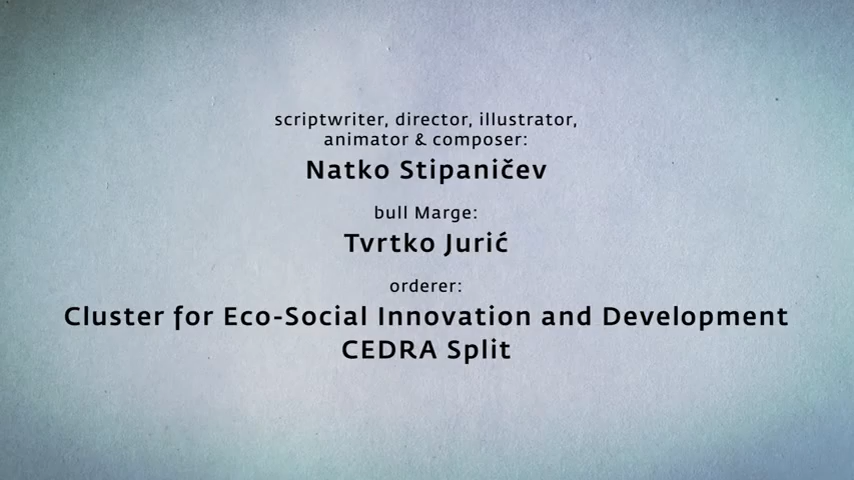 scriptwriter, director, illustrator,
animator & composer:
Natko Stipaničev
bull Marge:
Tvrtko Jurić
orderer:
Cluster for Eco-Social Innovation and Development
CEDRA Split